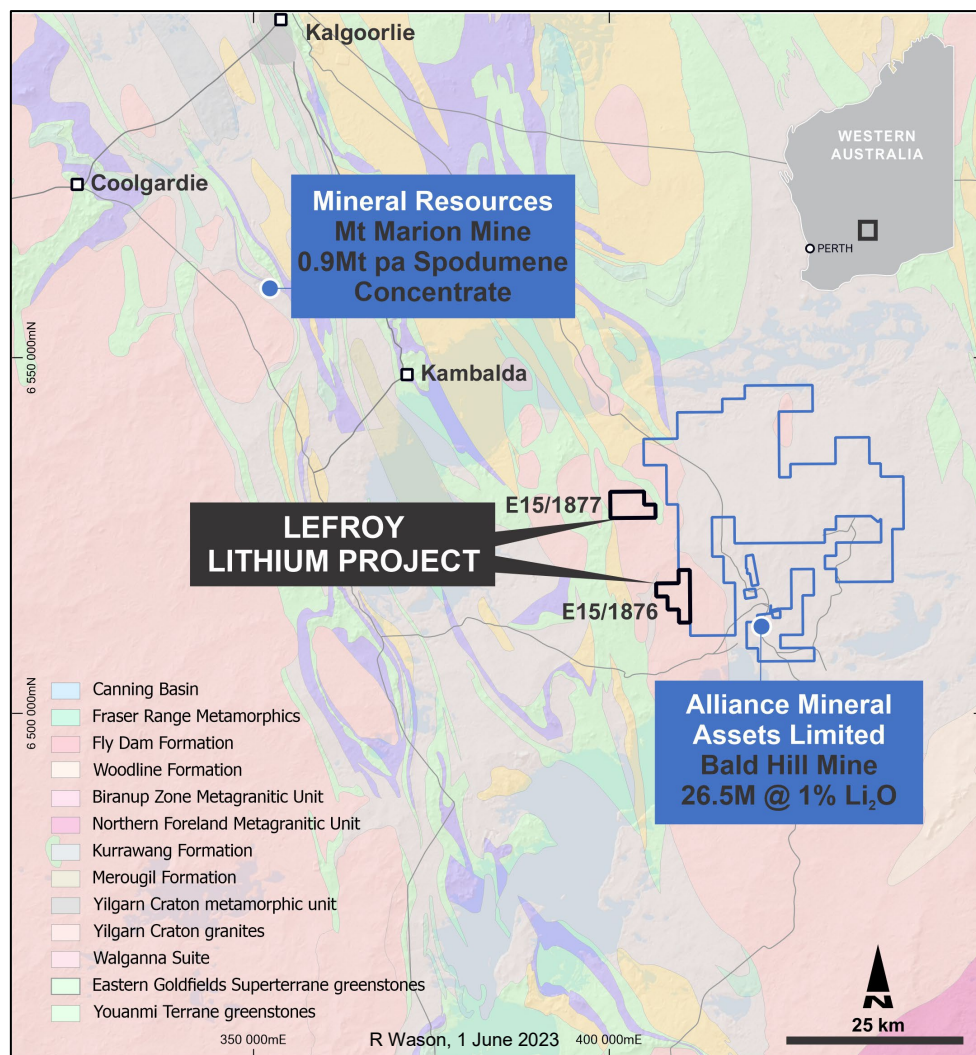 Kalgoorlie
WESTERN
AUSTRALIA
PERTH
Coolgardie
Mineral Resources
Mt Marion Mine
0.9Mt pa Spodumene
Concentrate
6 550 000mN
Kambalda
E15/1877
LEFROY
LITHIUM PROJECT
E15/1876
Alliance Mineral
Assets Limited
Bald Hill Mine
26.5M @ 1% Li₂O
6 500 000mN
Canning Basin
Fraser Range Metamorphics
Fly Dam Formation
Woodline Formation
Biranup Zone Metagranitic Unit
Northern Foreland Metagranitic Unit
Kurrawang Formation
Merougil Formation
Yilgarn Craton metamorphic unit
Yilgarn Craton granites
Walganna Suite
Eastern Goldfields Superterrane greenstones
Youanmi Terrane greenstones
N
25 km
350 000mE
R Wason, 1 June 2023
400 000mE